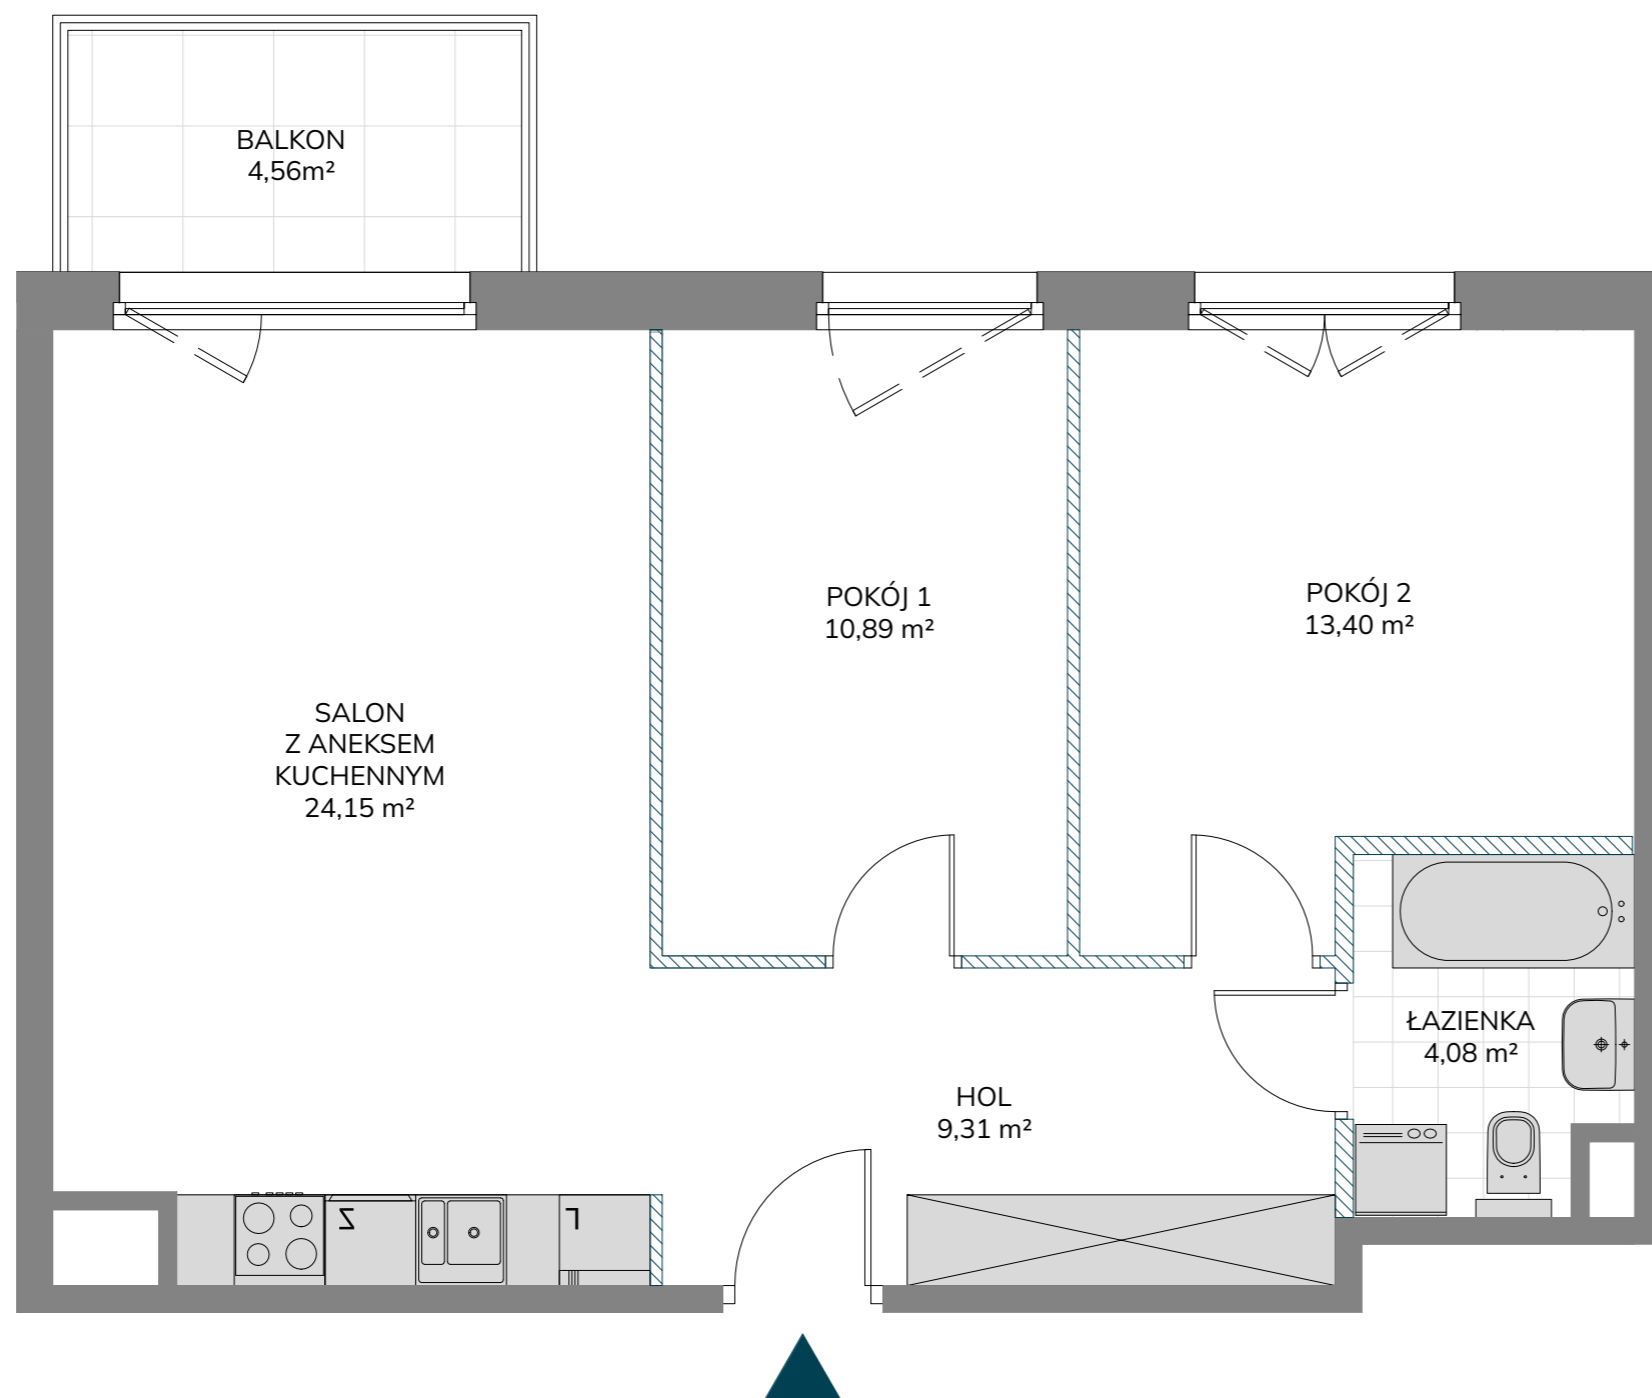 BALKON
4,56m²
POKÓJ 1
10,89 m²
POKÓJ 2
13,40 m²
SALON
Z ANEKSEM
KUCHENNYM
24,15 m²
ŁAZIENKA
4,08 m²
HOL
9,31 m²
Z
L